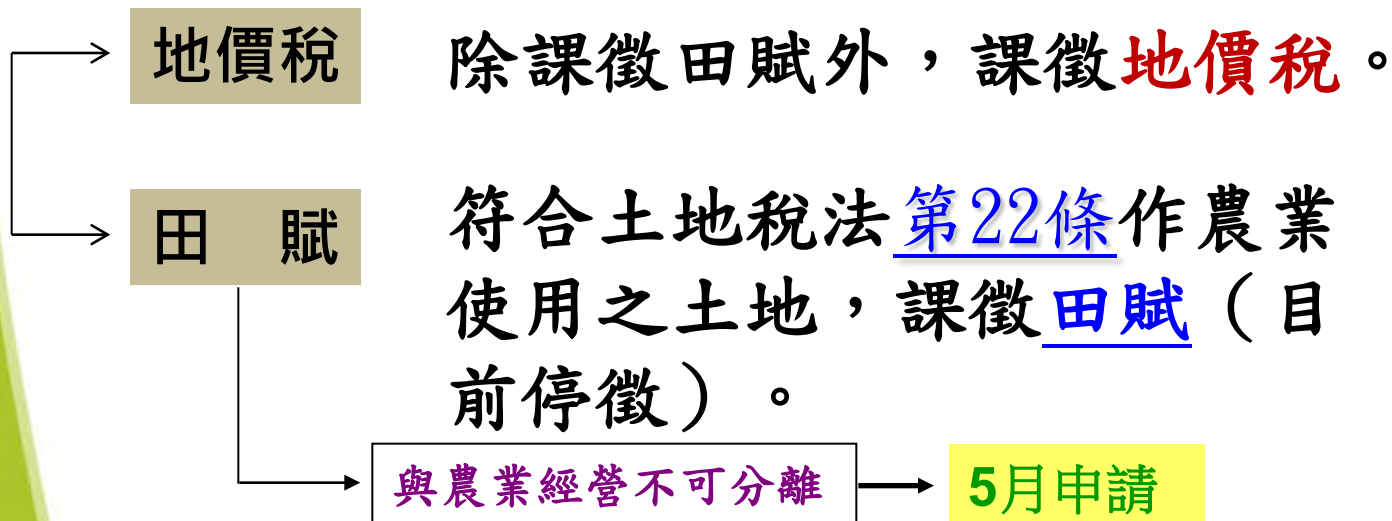 地價稅
除課徵田賦外，課徵地價稅。
田　賦
符合土地稅法第22條作農業
使用之土地，課徵田賦（目
前停徵）。
與農業經營不可分離
5月申請